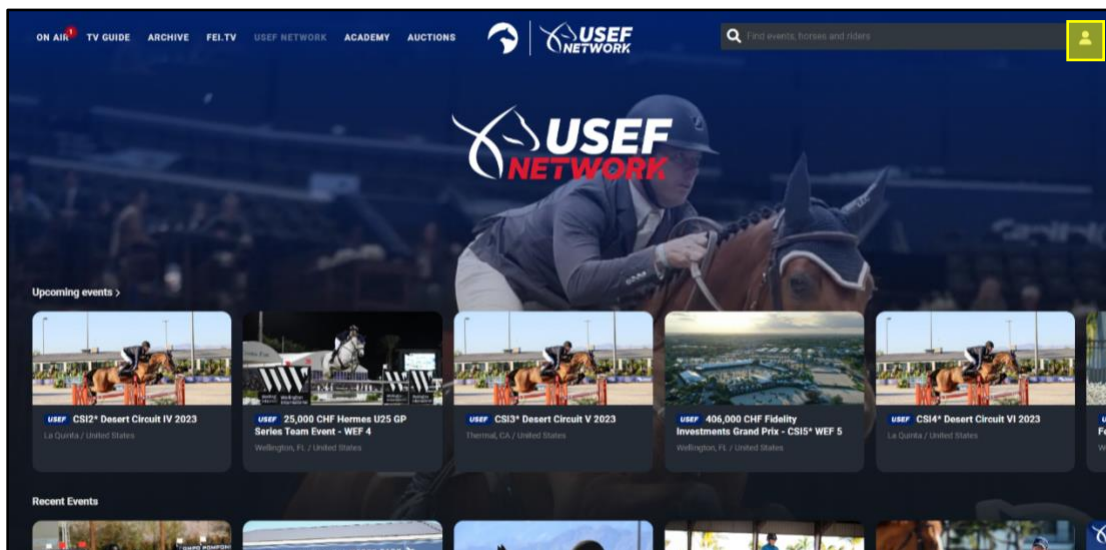 ON AIR 1 TV GUIDE ARCHIVE FEI.TV USEF NETWORK ACADEMY AUCTIONS
USEF
NETWORK
Find events, horses and riders
USEF
NETWORK
Upcoming events >
USEF CSI2* Desert Circuit IV 2023
La Quinta / United States
USEF 25,000 CHF Hermes U25 GP
Series Team Event - WEF 4
Wellington, FL / United States
USEF CSI3* Desert Circuit V 2023
Thermal, CA / United States
USEF 406,000 CHF Fidelity
Investments Grand Prix - CSI5* WEF 5
Wellington, FL / United States
USEF CSI4* Desert Circuit VI 2023
La Quinta / United States
Recent Events